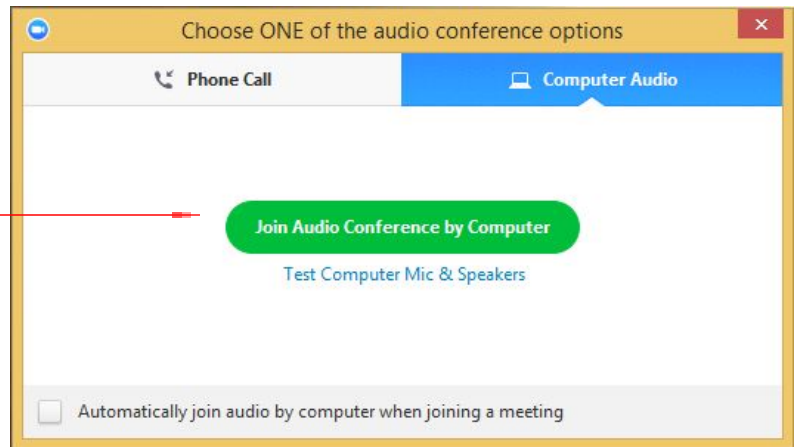 Choose ONE of the audio conference options
Phone Call
Computer Audio
Join Audio Conference by Computer
Test Computer Mic & Speakers
Automatically join audio by computer when joining a meeting